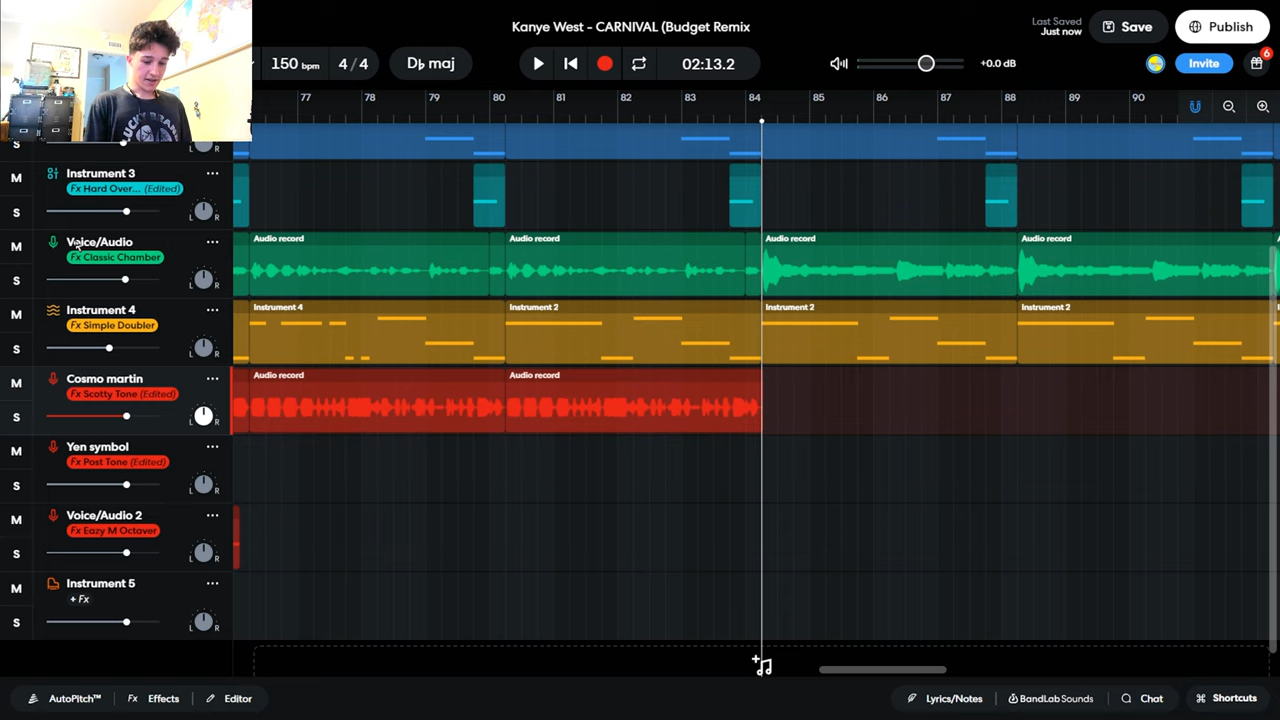 Kanye West - CARNIVAL (Budget Remix
Last Saved
Just now
Save
Publish
150 bpm
4 / 4
D♭ maj
02:13.2
+0.0 dB
Invite
6
77 78 79 80 81 82 83 84 85 86 87 88 89 90
S
M
Instrument 3
Fx Hard Over... (Edited)
S
L R
M
Voice/Audio
Fx Classic Chamber
S
L R
Audio record
Audio record
Audio record
Audio record
M
Instrument 4
Fx Simple Doubler
S
L R
Instrument 4
Instrument 2
Instrument 2
Instrument 2
M
Cosmo martin
Fx Scotty Tone (Edited)
S
L R
Audio record
Audio record
M
Yen symbol
Fx Post Tone (Edited)
S
L R
M
Voice/Audio 2
Fx Eazy M Octaver
S
L R
M
Instrument 5
+ Fx
S
L R
AutoPitch™
Fx Effects
Editor
Lyrics/Notes
BandLabSounds
Chat
Shortcuts
LUCKY BRAND